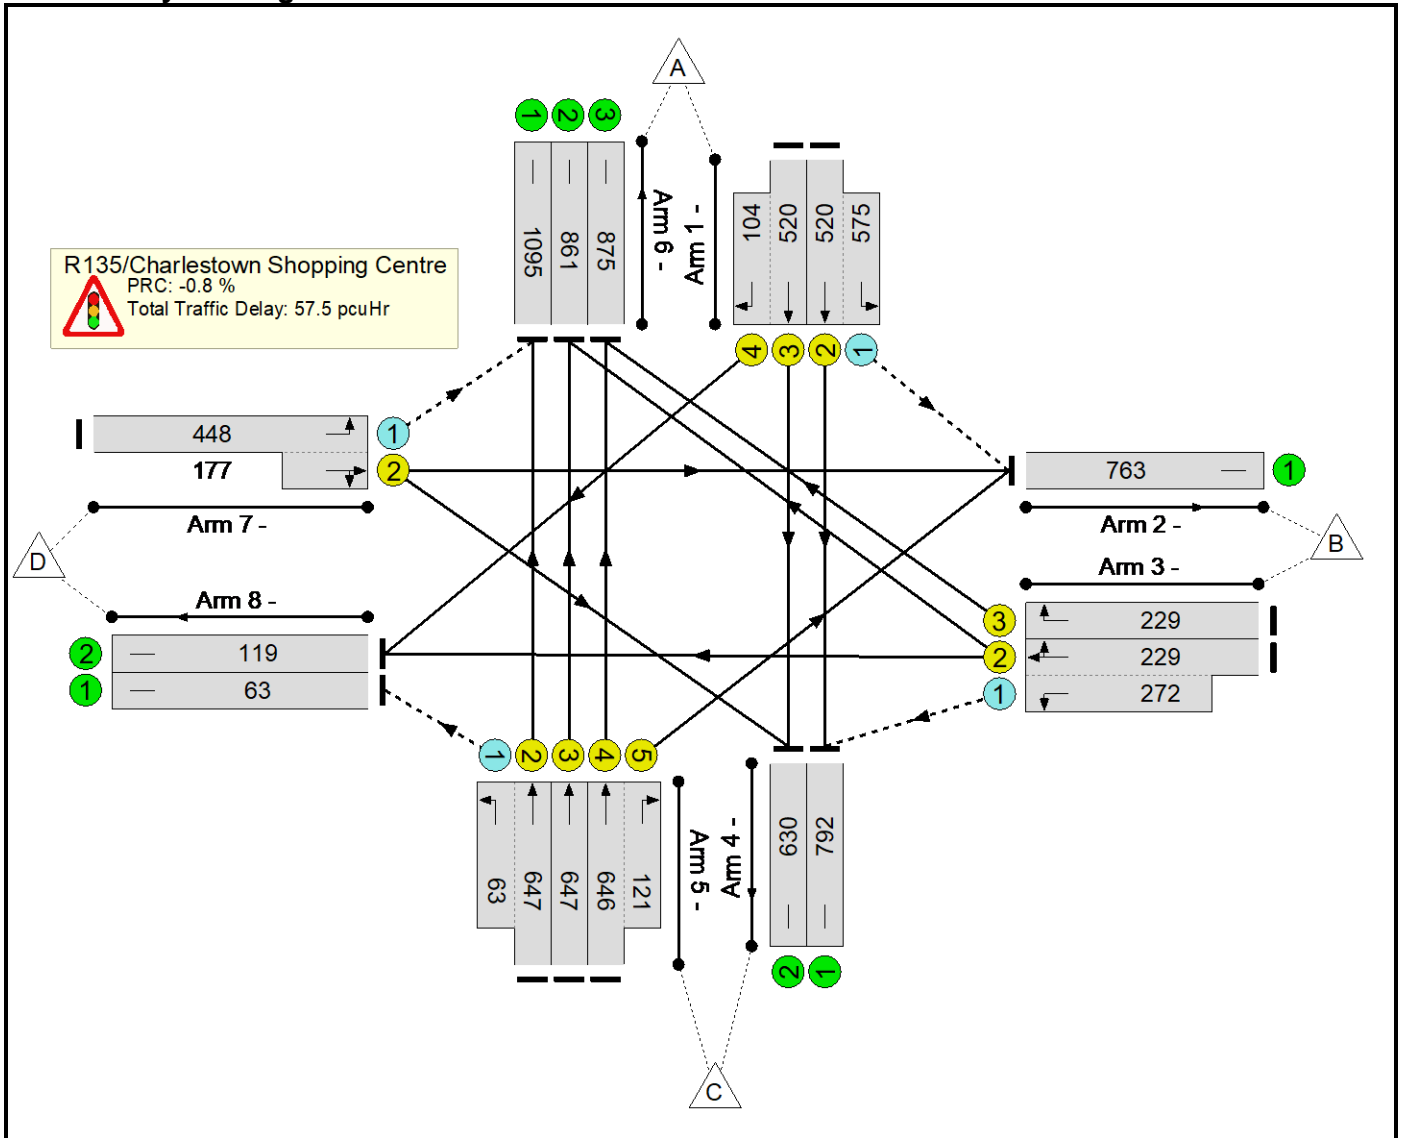 A
1 2 3
Arm 6 -
Arm 1 -
1095 861 875
104 520 520 575
R135/Charlestown Shopping Centre
PRC: -0.8 %
Total Traffic Delay: 57.5 pcuHr
4 3 2 1
448
1
177
2
Arm 7 -
763
1
Arm 2 -
D
B
Arm 8 -
Arm 3 -
2
119
1
63
3
229
2
229
1
272
1 2 3 4 5
63 647 647 646 121
Arm 5 -
Arm 4 -
630 792
2 1
C